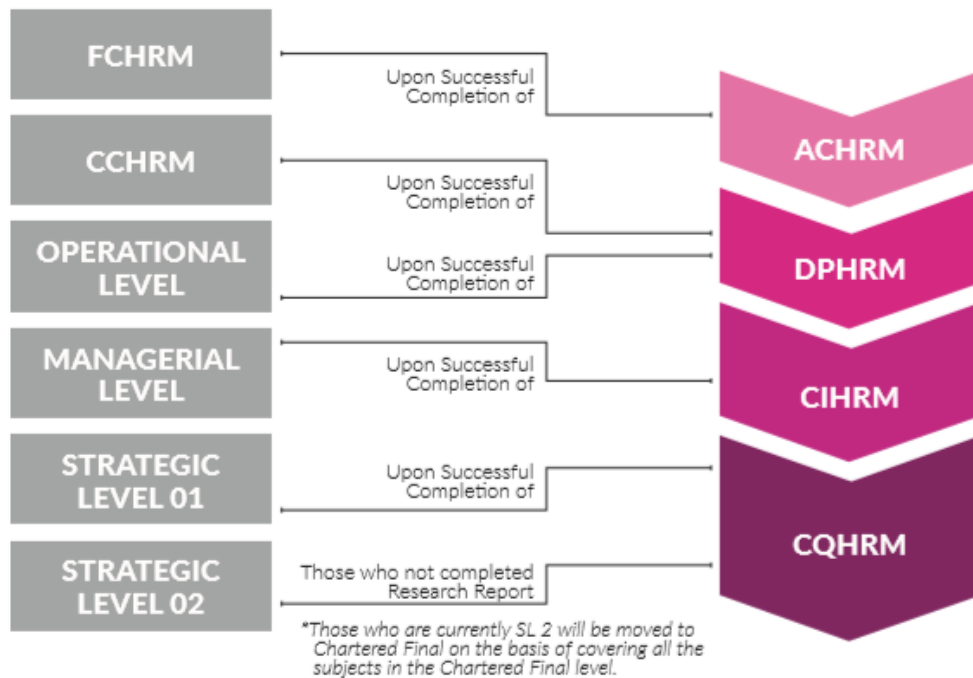 FCHRM
Upon Successful
Completion of
ACHRM
CCHRM
Upon Successful
Completion of
DPHRM
OPERATIONAL
LEVEL
Upon Successful
Completion of
MANAGERIAL
LEVEL
Upon Successful
Completion of
CIHRM
STRATEGIC
LEVEL 01
Upon Successful
Completion of
CQHRM
STRATEGIC
LEVEL 02
Those who not completed
Research Report
*Those who are currently SL 2 will be moved to
Chartered Final on the basis of covering all the
subjects in the Chartered Final level.